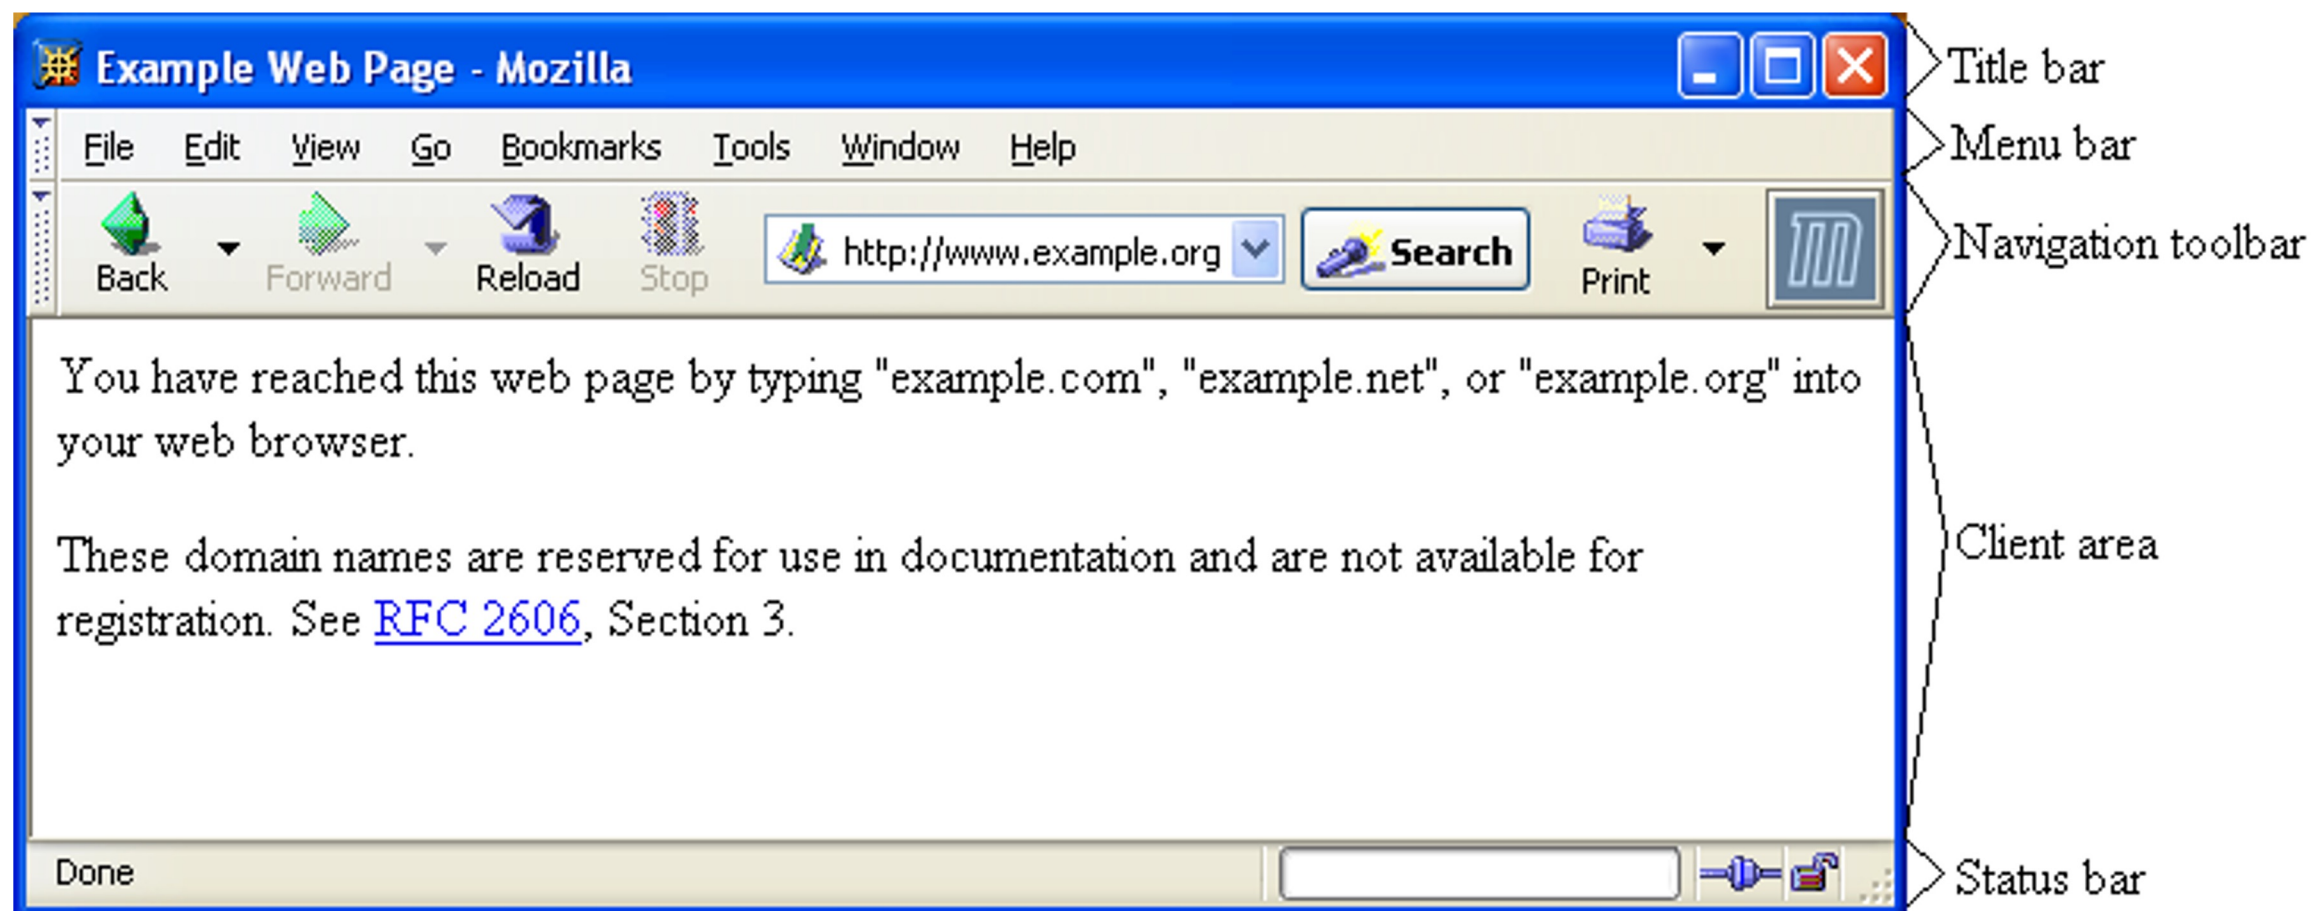 Example Web Page - Mozilla
Title bar
File Edit View Go Bookmarks Tools Window Help
Menu bar
Back Forward Reload Stop http://www.example.org Search Print
Navigation toolbar
You have reached this web page by typing "example.com", "example.net", or "example.org" into
your web browser.
These domain names are reserved for use in documentation and are not available for
registration. See RFC 2606, Section 3.
Client area
Done
Status bar